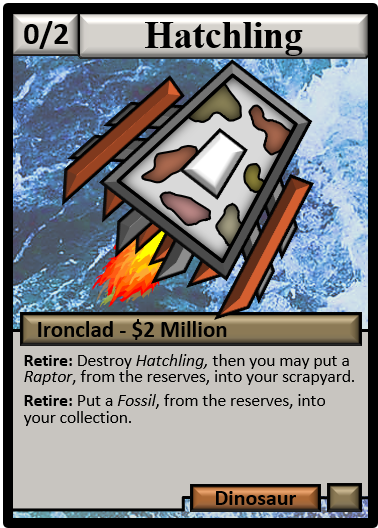 0/2
Hatchling
Ironclad - $2 Million
Retire: Destroy Hatchling, then you may put a
Raptor, from the reserves, into your scrapyard.
Retire: Put a Fossil, from the reserves, into
your collection.
Dinosaur